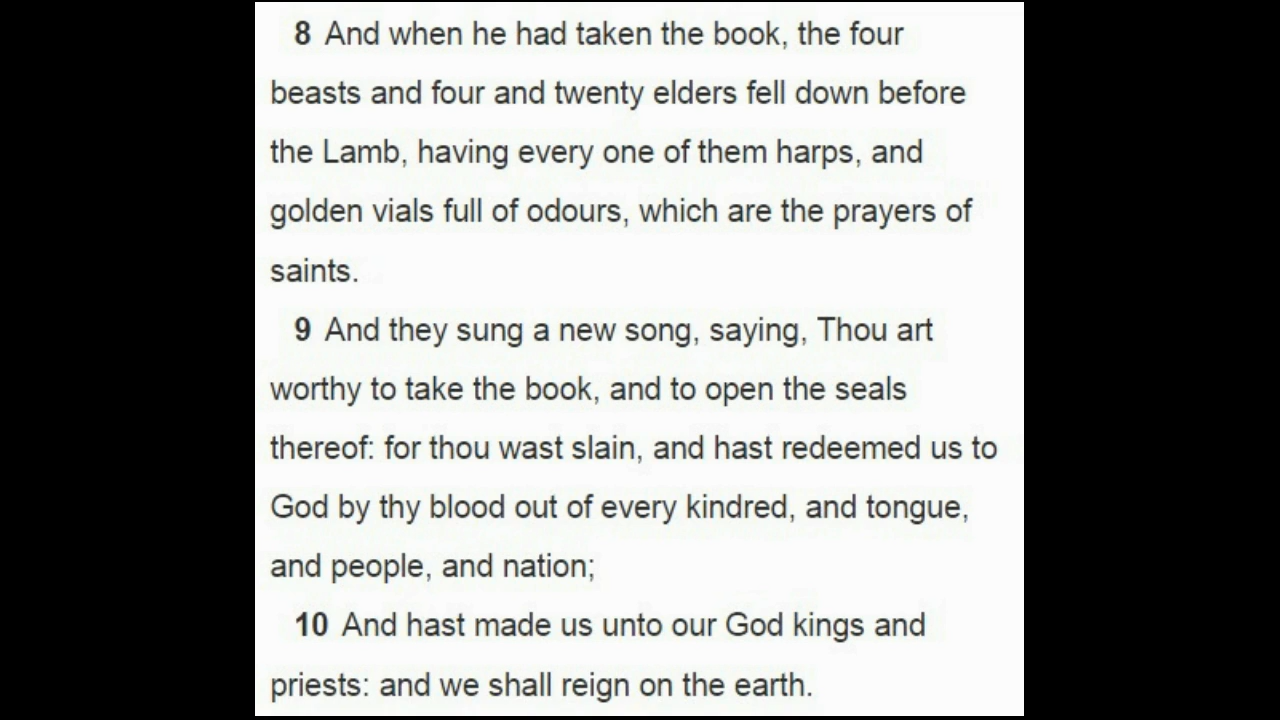 8 And when he had taken the book, the four
beasts and four and twenty elders fell down before
the Lamb, having every one of them harps, and
golden vials full of odours, which are the prayers of
saints.
9 And they sung a new song, saying, Thou art
worthy to take the book, and to open the seals
thereof: for thou wast slain, and hast redeemed us to
God by thy blood out of every kindred, and tongue,
and people, and nation;
10 And hast made us unto our God kings and
priests: and we shall reign on the earth.